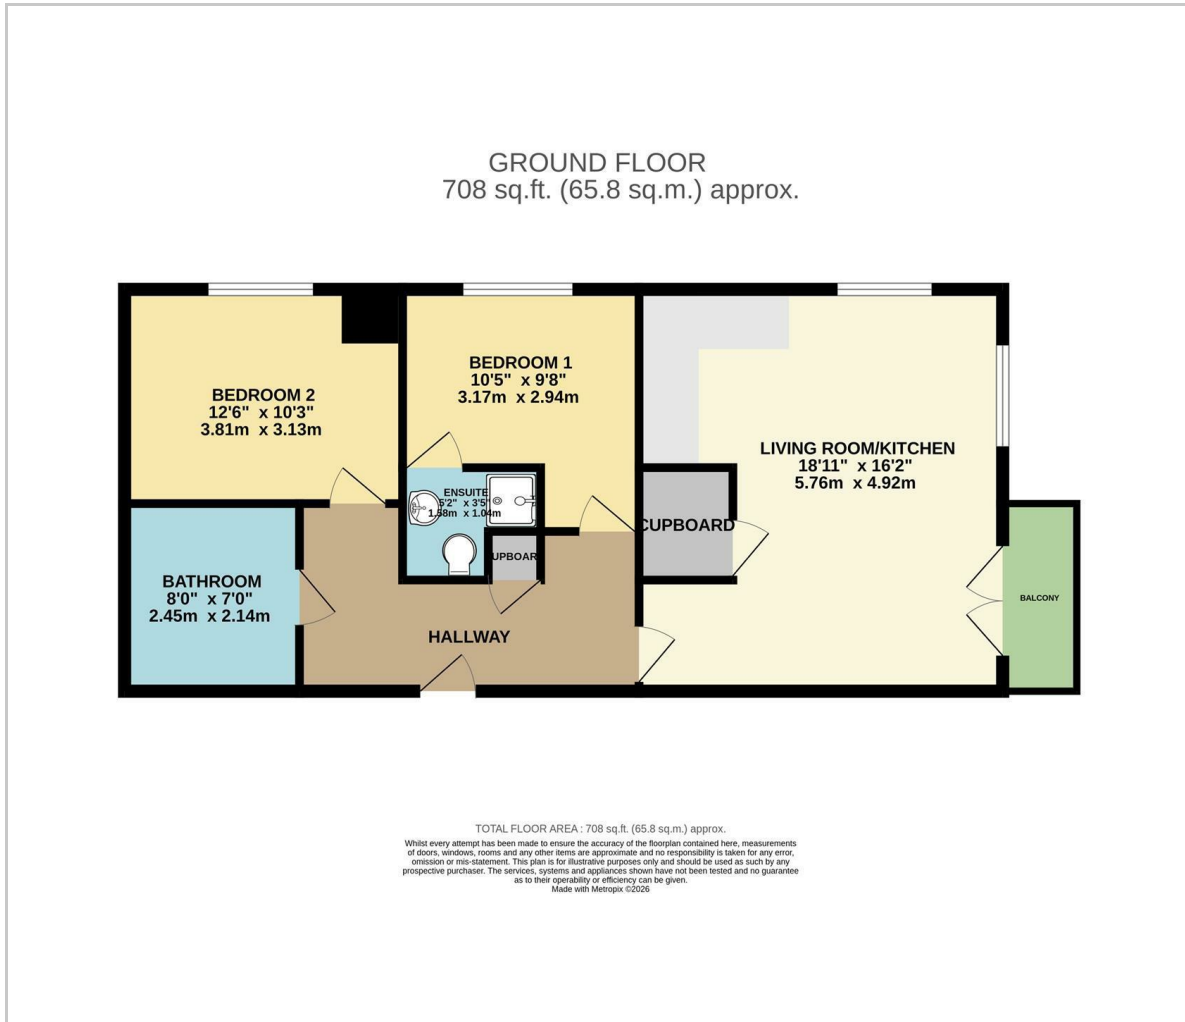 GROUND FLOOR
708 sq.ft. (65.8 sq.m.) approx.
BEDROOM 2
12'6" x 10'3"
3.81m x 3.13m
BEDROOM 1
10'5" x 9'8"
3.17m x 2.94m
LIVING ROOM/KITCHEN
18'11" x 16'2"
5.76m x 4.92m
ENSUITE
5'2" x 3'5"
1.58m x 1.04m
CUPBOARD
UPBOAR
BATHROOM
8'0" x 7'0"
2.45m x 2.14m
HALLWAY
BALCONY
TOTAL FLOOR AREA : 708 sq.ft. (65.8 sq.m.) approx.
Whilst every attempt has been made to ensure the accuracy of the floorplan contained here, measurements
of doors, windows, rooms and any other items are approximate and no responsibility is taken for any error,
omission or mis-statement. This plan is for illustrative purposes only and should be used as such by any
prospective purchaser. The services, systems and appliances shown have not been tested and no guarantee
as to their operability or efficiency can be given.
Made with Metropix ©2026